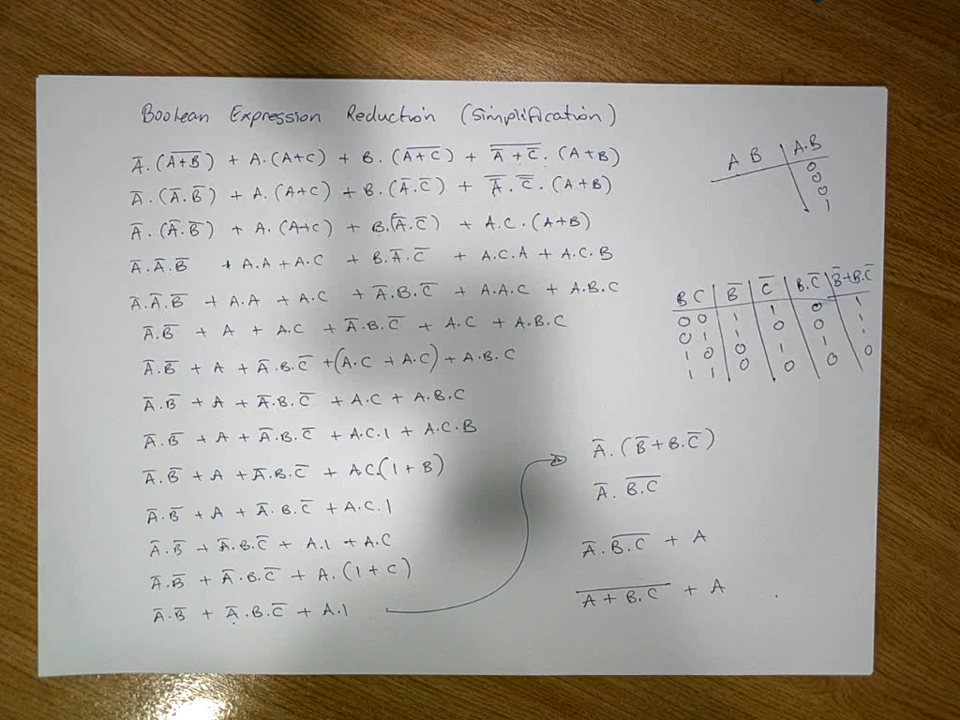 Boolean Expression Reduction (Simplification)
A̅.(A̅+̅B̅) + A.(A+C) + B.(A̅+̅C̅) + A̿+̅C̿.(A+B)
A̅.(A̅.B̅) + A.(A+C) + B.(A̅.C̅) + A̿.C̿.(A+B)
A̅.(A̅.B̅) + A.(A+C) + B.(A̅.C̅) + A.C.(A+B)
A̅.A̅.B̅ + A.A + A.C + B.A̅.C̅ + A.C.A + A.C.B
A̅.A̅.B̅ + A.A + A.C + A̅.B.C̅ + A.A.C + A.B.C
A̅.B̅ + A + A.C + A̅.B.C̅ + A.C + A.B.C
A̅.B̅ + A + A̅.B.C̅ + (A.C + A.C) + A.B.C
A̅.B̅ + A + A̅.B.C̅ + A.C + A.B.C
A̅.B̅ + A + A̅.B.C̅ + A.C.1 + A.C.B
A̅.B̅ + A + A̅.B.C̅ + A.C.(1+B)
A̅.B̅ + A + A̅.B.C̅ + A.C.1
A̅.B̅ + A̅.B.C̅ + A.1 + A.C
A̅.B̅ + A̅.B.C̅ + A.(1+C)
A̅.B̅ + A̅.B.C̅ + A.1
A B A.B
0
0
0
1
B C B̅ C̅ B.C̅ B̅+B.C̅
0 0 1 1 0 1
0 1 1 0 0 1
1 0 0 1 1 1
1 1 0 0 0 0
A̅.(B̅+B.C̅)
A̅.B̅.̅C̅
A̅.B̅.̅C̅ + A
A̅+̅B̅.̅C̅ + A